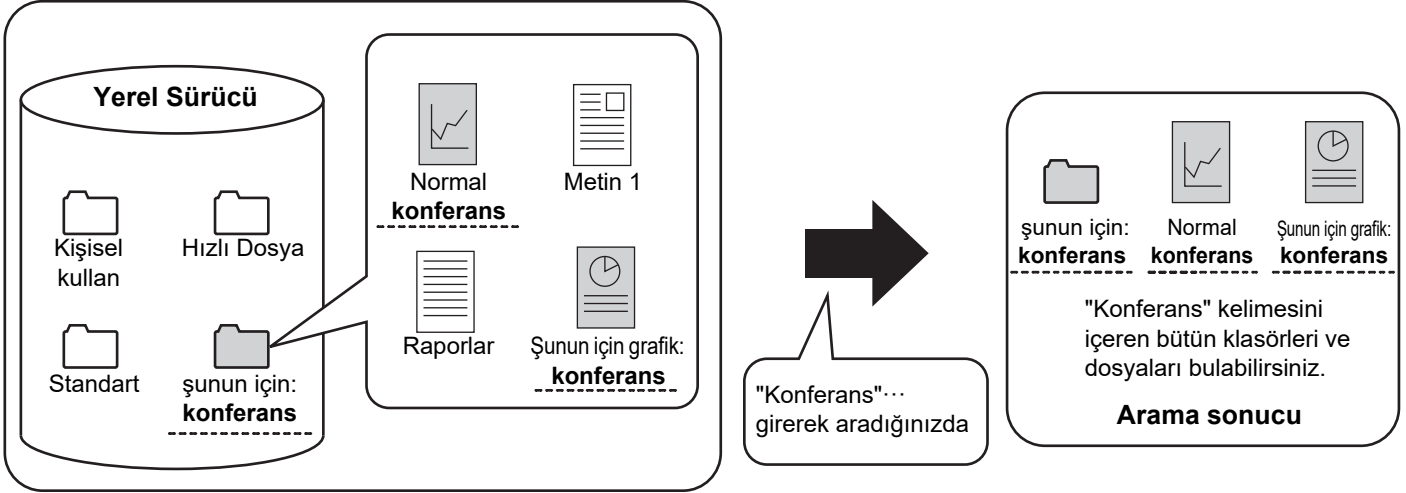 Yerel Sürücü
Kişisel
kullan
Hızlı Dosya
Standart
şunun için:
konferans
Normal
konferans
Metin 1
Raporlar
Şunun için grafik:
konferans
"Konferans"···
girerek aradığınızda
şunun için:
konferans
Normal
konferans
Şunun için grafik:
konferans
"Konferans" kelimesini
içeren bütün klasörleri ve
dosyaları bulabilirsiniz.
Arama sonucu